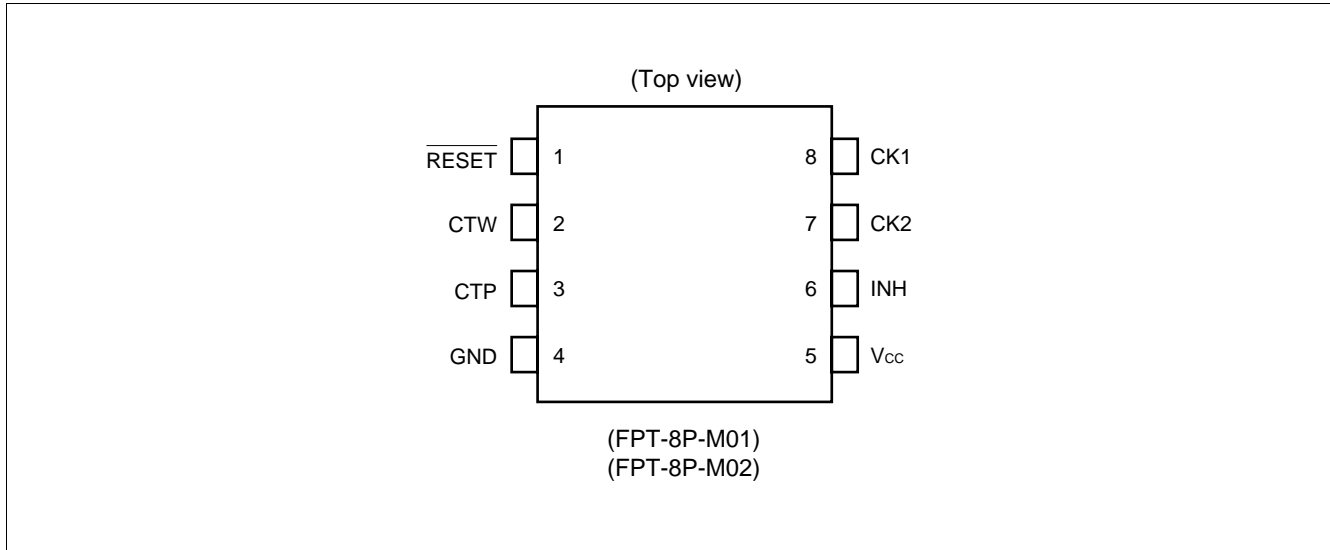 (Top view)
RESET 1 8 CK1
CTW 2 7 CK2
CTP 3 6 INH
GND 4 5 Vcc
(FPT-8P-M01)
(FPT-8P-M02)